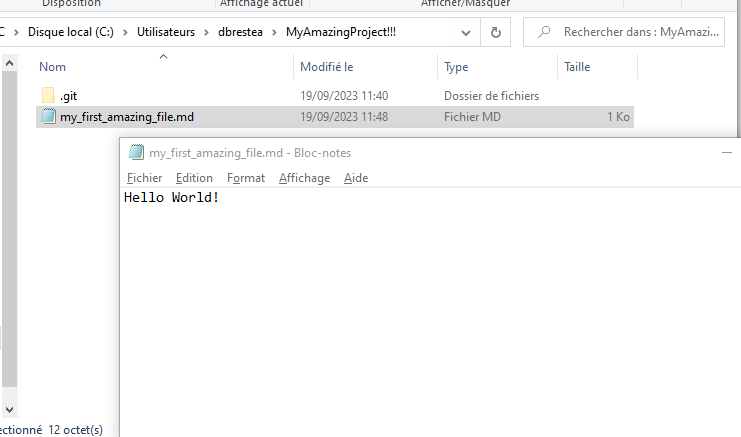 Disposition Affichage actuel Afficher/Masquer
C > Disque local (C:) > Utilisateurs > dbrestea > MyAmazingProject!!! Rechercher dans : MyAmazi...
Nom Modifié le Type Taille
.git 19/09/2023 11:40 Dossier de fichiers
my_first_amazing_file.md 19/09/2023 11:48 Fichier MD 1 Ko
my_first_amazing_file.md - Bloc-notes
Fichier Edition Format Affichage Aide
Hello World!
ectionné 12 octet(s)